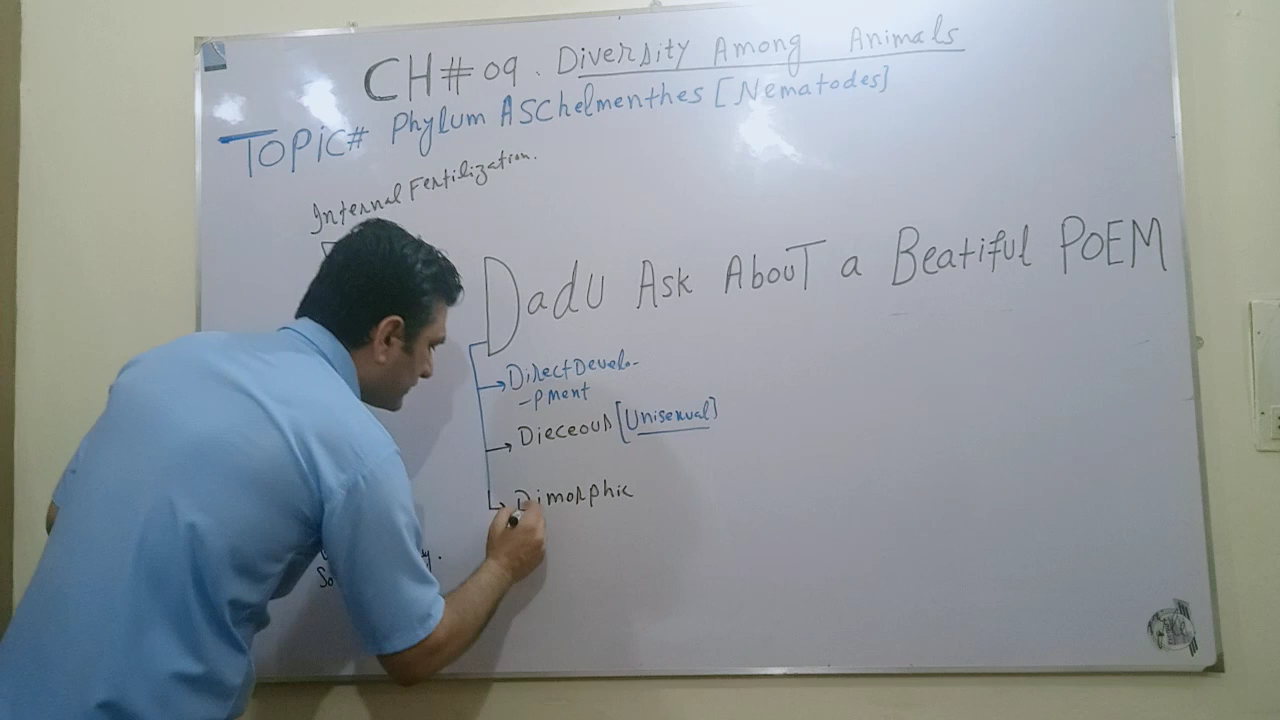 CH# 09. Diversity Among Animals
Topic# Phylum ASChelmenthes [Nematodes]
Internal Fertilization.
Dadu Ask About a Beatiful POEM
Direct Develo-
-pment
Dieceous [Unisexual]
Dimorphic